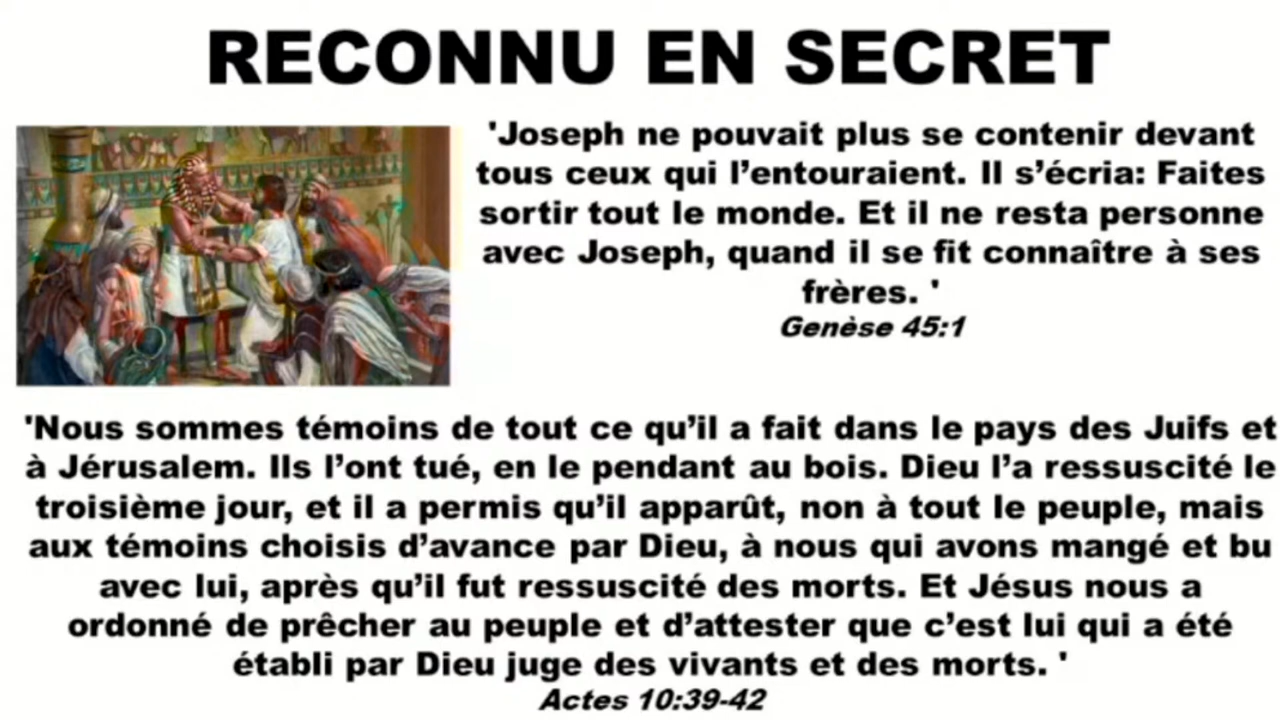 RECONNU EN SECRET
'Joseph ne pouvait plus se contenir devant
tous ceux qui l’entouraient. Il s’écria: Faites
sortir tout le monde. Et il ne resta personne
avec Joseph, quand il se fit connaître à ses
frères. '
Genèse 45:1
'Nous sommes témoins de tout ce qu’il a fait dans le pays des Juifs et
à Jérusalem. Ils l’ont tué, en le pendant au bois. Dieu l’a ressuscité le
troisième jour, et il a permis qu’il apparût, non à tout le peuple, mais
aux témoins choisis d’avance par Dieu, à nous qui avons mangé et bu
avec lui, après qu’il fut ressuscité des morts. Et Jésus nous a
ordonné de prêcher au peuple et d’attester que c’est lui qui a été
établi par Dieu juge des vivants et des morts. '
Actes 10:39-42